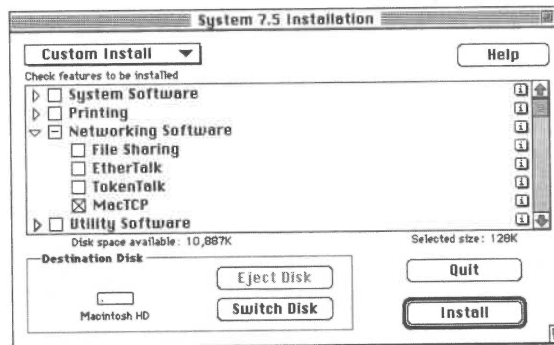 System 7.5 Installation
Custom Install
Help
Check features to be installed
System Software
Printing
Networking Software
File Sharing
EtherTalk
TokenTalk
MacTCP
Utility Software
Disk space available: 10,887K
Selected size: 128K
Destination Disk
Eject Disk
Quit
Macintosh HD
Switch Disk
Install